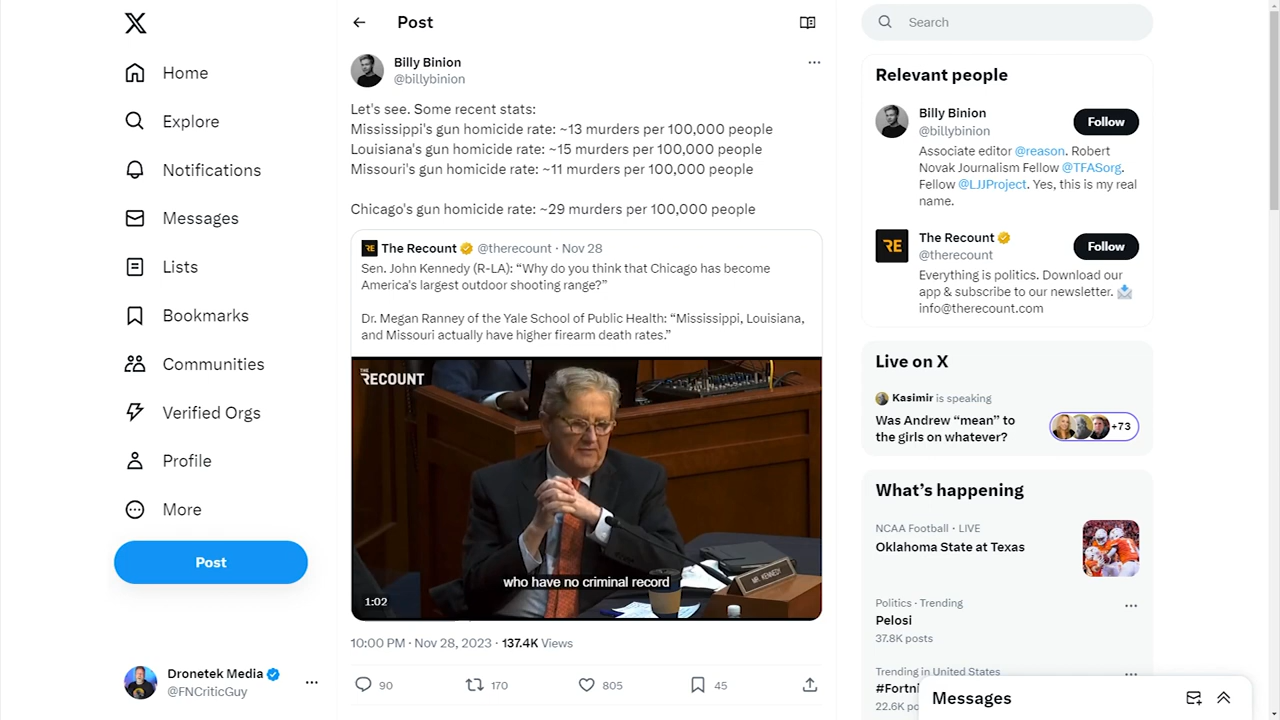 Home
Explore
Notifications
Messages
Lists
Bookmarks
Communities
Verified Orgs
Profile
More
Post
Dronetek Media
@FNCriticGuy
Post
Billy Binion
@billybinion
Let's see. Some recent stats:
Mississippi's gun homicide rate: ~13 murders per 100,000 people
Louisiana's gun homicide rate: ~15 murders per 100,000 people
Missouri's gun homicide rate: ~11 murders per 100,000 people
Chicago's gun homicide rate: ~29 murders per 100,000 people
RE The Recount @therecount · Nov 28
Sen. John Kennedy (R-LA): “Why do you think that Chicago has become
America's largest outdoor shooting range?”
Dr. Megan Ranney of the Yale School of Public Health: “Mississippi, Louisiana,
and Missouri actually have higher firearm death rates.”
THE
RECOUNT
MR. KENNEDY
who have no criminal record
1:02
10:00 PM · Nov 28, 2023 · 137.4K Views
90 170 805 45
Search
Relevant people
Billy Binion
@billybinion
Follow
Associate editor @reason. Robert
Novak Journalism Fellow @TFASorg.
Fellow @LJJProject. Yes, this is my real
name.
RE
The Recount
@therecount
Follow
Everything is politics. Download our
app & subscribe to our newsletter. 📩
info@therecount.com
Live on X
Kasimir is speaking
Was Andrew “mean” to
the girls on whatever?
+73
What’s happening
NCAA Football · LIVE
Oklahoma State at Texas
Politics · Trending
Pelosi
37.8K posts
Trending in United States
#Fortni
22.6K po
Messages